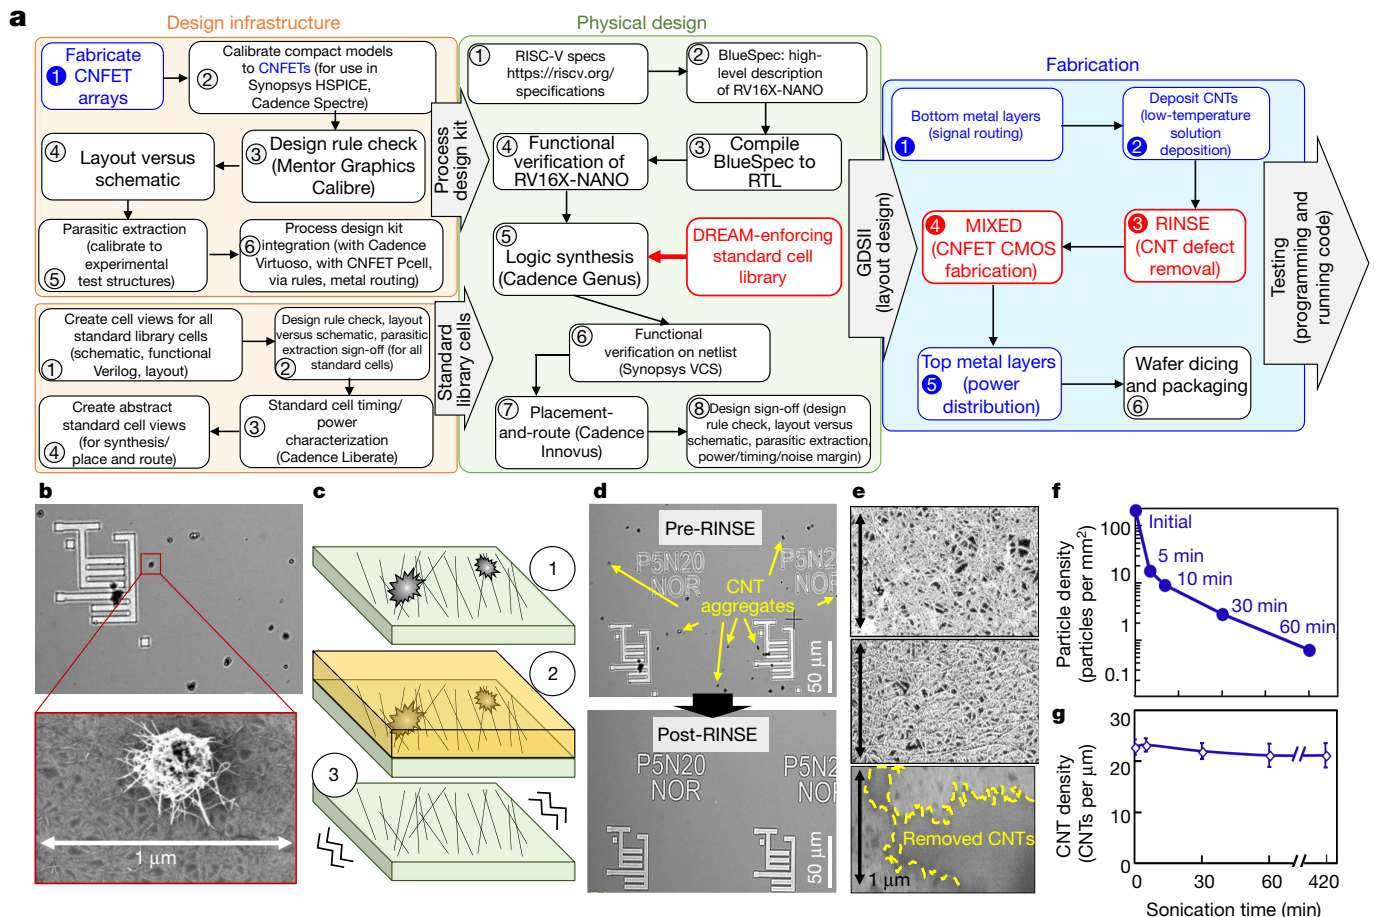 a
Design infrastructure
Physical design
Fabrication
Fabricate
CNFET
arrays
1
Calibrate compact models
to CNFETs (for use in
Synopsys HSPICE,
Cadence Spectre)
2
Design rule check
(Mentor Graphics
Calibre)
3
Layout versus
schematic
4
Parasitic extraction
(calibrate to
experimental
test structures)
5
Process design kit
integration (with Cadence
Virtuoso, with CNFET Pcell,
via rules, metal routing)
6
Process
design kit
Create cell views for all
standard library cells
(schematic, functional
Verilog, layout)
1
Design rule check, layout
versus schematic, parasitic
extraction sign-off (for all
standard cells)
2
Standard cell timing/
power
characterization
(Cadence Liberate)
3
Create abstract
standard cell views
(for synthesis/
place and route)
4
Standard
library cells
1
RISC-V specs
https://riscv.org/
specifications
2
BlueSpec: high-
level description
of RV16X-NANO
3
Compile
BlueSpec to
RTL
4
Functional
verification of
RV16X-NANO
5
Logic synthesis
(Cadence Genus)
DREAM-enforcing
standard cell
library
6
Functional
verification on netlist
(Synopsys VCS)
7
Placement-
and-route (Cadence
Innovus)
8
Design sign-off (design
rule check, layout versus
schematic, parasitic extraction,
power/timing/noise margin)
GDSII
(layout design)
Bottom metal layers
(signal routing)
1
Deposit CNTs
(low-temperature
solution
deposition)
2
3
RINSE
(CNT defect
removal)
4
MIXED
(CNFET CMOS
fabrication)
Top metal layers
(power
distribution)
5
Wafer dicing
and packaging
6
Testing
(programming and
running code)
b
1 μm
c
1
2
3
d
Pre-RINSE
P5N20
NOR
P5N2
NOR
CNT
aggregates
50 μm
Post-RINSE
P5N20
NOR
P5N2
NOR
50 μm
e
Removed CNTs
1 μm
f
Particle density
(particles per mm2)
100
10
1
0.1
Initial
5 min
10 min
30 min
60 min
g
CNT density
(CNTs per μm)
30
20
10
0
0 30 60 420
Sonication time (min)